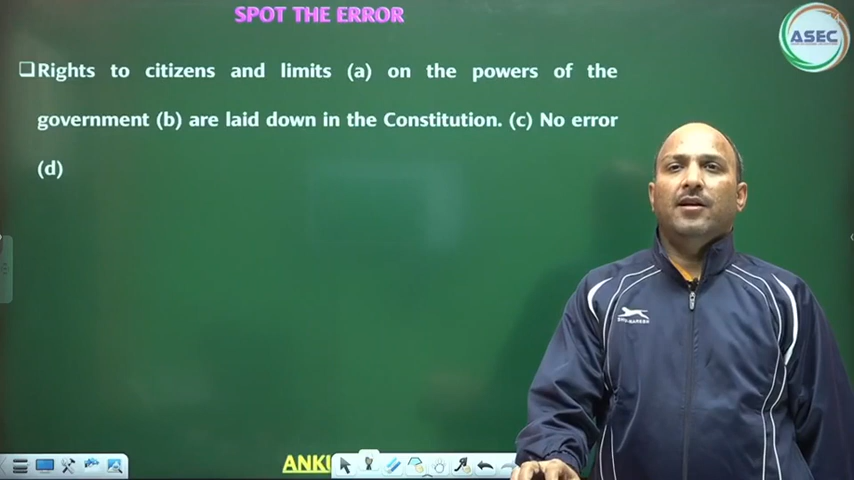 SPOT THE ERROR
ASEC
❑Rights to citizens and limits (a) on the powers of the
government (b) are laid down in the Constitution. (c) No error
(d)
ANKU